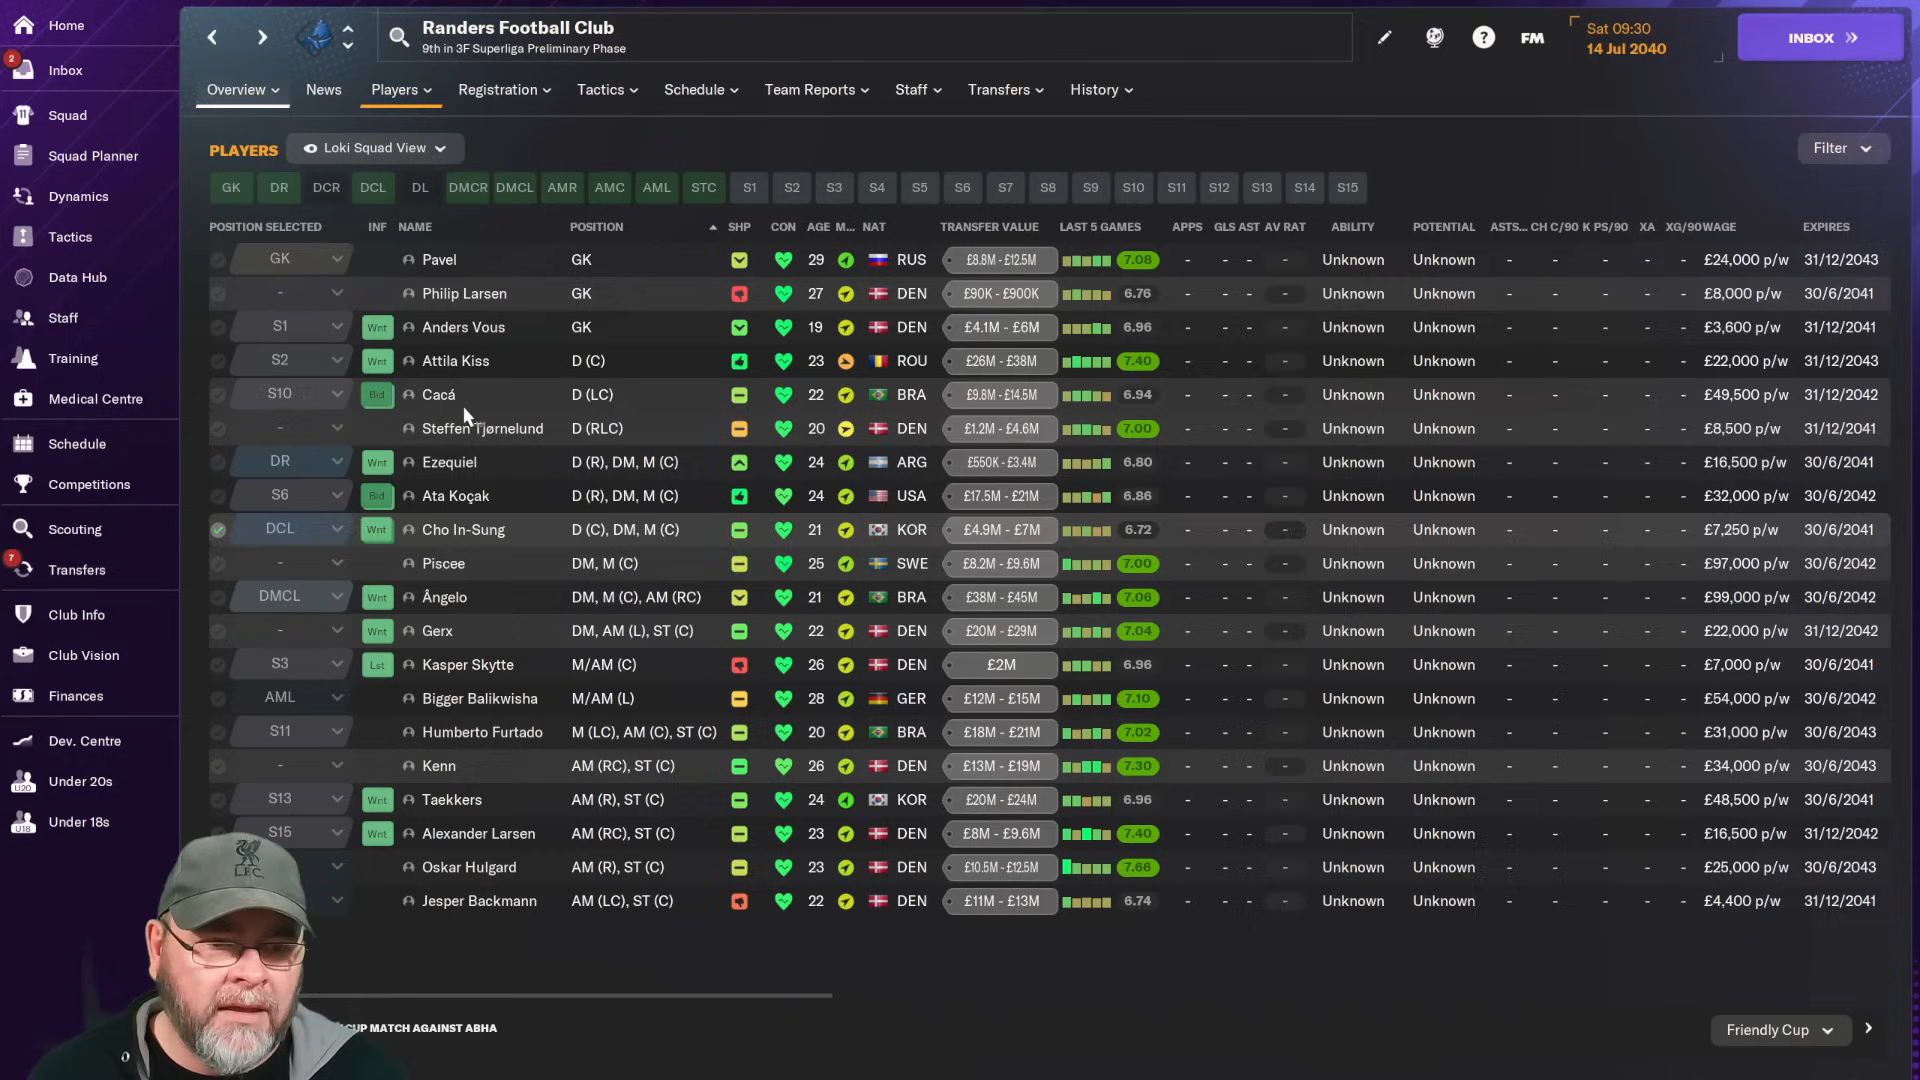 Home
2
Inbox
Squad
Squad Planner
Dynamics
Tactics
Data Hub
Staff
Training
Medical Centre
Schedule
Competitions
Scouting
7
Transfers
Club Info
Club Vision
Finances
Dev. Centre
U20 Under 20s
U18 Under 18s
Randers Football Club
9th in 3F Superliga Preliminary Phase
? FM
Sat 09:30
14 Jul 2040
INBOX
Overview News Players Registration Tactics Schedule Team Reports Staff Transfers History
PLAYERS Loki Squad View Filter
GK DR DCR DCL DL DMCR DMCL AMR AMC AML STC S1 S2 S3 S4 S5 S6 S7 S8 S9 S10 S11 S12 S13 S14 S15
POSITION SELECTED INF NAME POSITION SHP CON AGE M... NAT TRANSFER VALUE LAST 5 GAMES APPS GLS AST AV RAT ABILITY POTENTIAL ASTS... CH C/90 K PS/90 XA XG/90 WAGE EXPIRES
GK Pavel GK 29 RUS £8.8M - £12.5M 7.08 - - - - Unknown Unknown - - - - - £24,000 p/w 31/12/2043
- Philip Larsen GK 27 DEN £90K - £900K 6.76 - - - - Unknown Unknown - - - - - £8,000 p/w 30/6/2041
S1 Wnt Anders Vous GK 19 DEN £4.1M - £6M 6.96 - - - - Unknown Unknown - - - - - £3,600 p/w 31/12/2041
S2 Wnt Attila Kiss D (C) 23 ROU £26M - £38M 7.40 - - - - Unknown Unknown - - - - - £22,000 p/w 31/12/2043
S10 Bid Cacá D (LC) 22 BRA £9.8M - £14.5M 6.94 - - - - Unknown Unknown - - - - - £49,500 p/w 31/12/2042
- Steffen Tjørnelund D (RLC) 20 DEN £1.2M - £4.6M 7.00 - - - - Unknown Unknown - - - - - £8,500 p/w 31/12/2041
DR Wnt Ezequiel D (R), DM, M (C) 24 ARG £550K - £3.4M 6.80 - - - - Unknown Unknown - - - - - £16,500 p/w 30/6/2041
S6 Bid Ata Koçak D (R), DM, M (C) 24 USA £17.5M - £21M 6.86 - - - - Unknown Unknown - - - - - £32,000 p/w 30/6/2042
DCL Wnt Cho In-Sung D (C), DM, M (C) 21 KOR £4.9M - £7M 6.72 - - - - Unknown Unknown - - - - - £7,250 p/w 30/6/2041
- Piscee DM, M (C) 25 SWE £8.2M - £9.6M 7.00 - - - - Unknown Unknown - - - - - £97,000 p/w 30/6/2042
DMCL Wnt Ângelo DM, M (C), AM (RC) 21 BRA £38M - £45M 7.06 - - - - Unknown Unknown - - - - - £99,000 p/w 30/6/2042
- Wnt Gerx DM, AM (L), ST (C) 22 DEN £20M - £29M 7.04 - - - - Unknown Unknown - - - - - £22,000 p/w 31/12/2042
S3 Lst Kasper Skytte M/AM (C) 26 DEN £2M 6.96 - - - - Unknown Unknown - - - - - £7,000 p/w 30/6/2041
AML Bigger Balikwisha M/AM (L) 28 GER £12M - £15M 7.10 - - - - Unknown Unknown - - - - - £54,000 p/w 30/6/2042
S11 Humberto Furtado M (LC), AM (C), ST (C) 20 BRA £18M - £21M 7.02 - - - - Unknown Unknown - - - - - £31,000 p/w 30/6/2043
- Kenn AM (RC), ST (C) 26 DEN £13M - £19M 7.30 - - - - Unknown Unknown - - - - - £34,000 p/w 30/6/2043
S13 Wnt Taekkers AM (R), ST (C) 24 KOR £20M - £24M 6.96 - - - - Unknown Unknown - - - - - £48,500 p/w 30/6/2041
S15 Wnt Alexander Larsen AM (RC), ST (C) 23 DEN £8M - £9.6M 7.40 - - - - Unknown Unknown - - - - - £16,500 p/w 31/12/2042
Oskar Hulgard AM (R), ST (C) 23 DEN £10.5M - £12.5M 7.66 - - - - Unknown Unknown - - - - - £25,000 p/w 30/6/2043
Jesper Backmann AM (LC), ST (C) 22 DEN £11M - £13M 6.74 - - - - Unknown Unknown - - - - - £4,400 p/w 31/12/2041
CUP MATCH AGAINST ABHA
Friendly Cup
L.F.C.